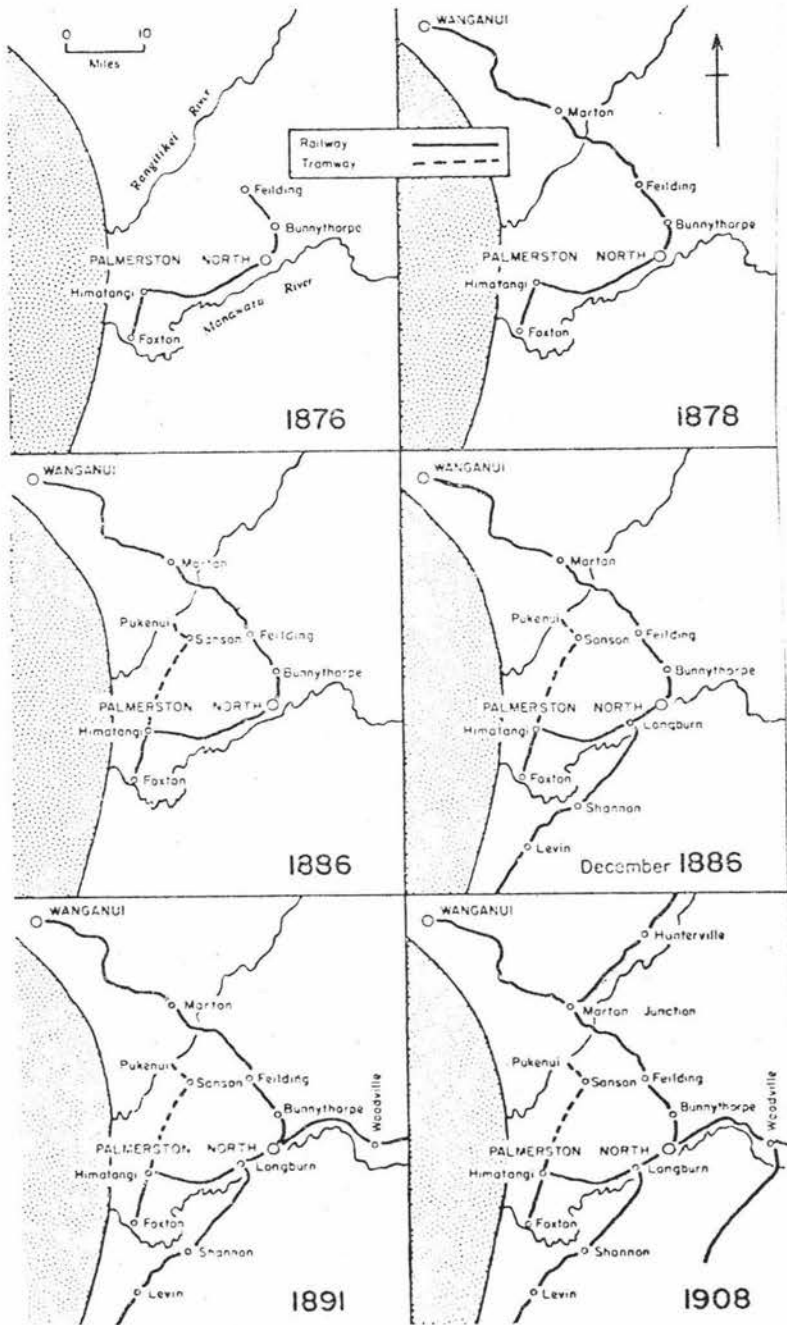 0 10
Miles
Rangitikei River
Feilding
Bunnythorpe
PALMERSTON NORTH
Himatangi
Manawatu River
Foxton
1876
WANGANUI
Marton
Railway
Tramway
Feilding
Bunnythorpe
PALMERSTON NORTH
Himatangi
Foxton
1878
WANGANUI
Marton
Pukenui
Sanson
Feilding
Bunnythorpe
PALMERSTON NORTH
Himatangi
Foxton
1886
WANGANUI
Marton
Pukenui
Sanson
Feilding
Bunnythorpe
PALMERSTON NORTH
Longburn
Himatangi
Foxton
Shannon
Levin
December 1886
WANGANUI
Marton
Pukenui
Sanson
Feilding
Woodville
Bunnythorpe
PALMERSTON NORTH
Longburn
Himatangi
Foxton
Shannon
Levin
1891
WANGANUI
Hunterville
Marton Junction
Pukenui
Sanson
Feilding
Woodville
Bunnythorpe
PALMERSTON NORTH
Longburn
Himatangi
Foxton
Shannon
Levin
1908